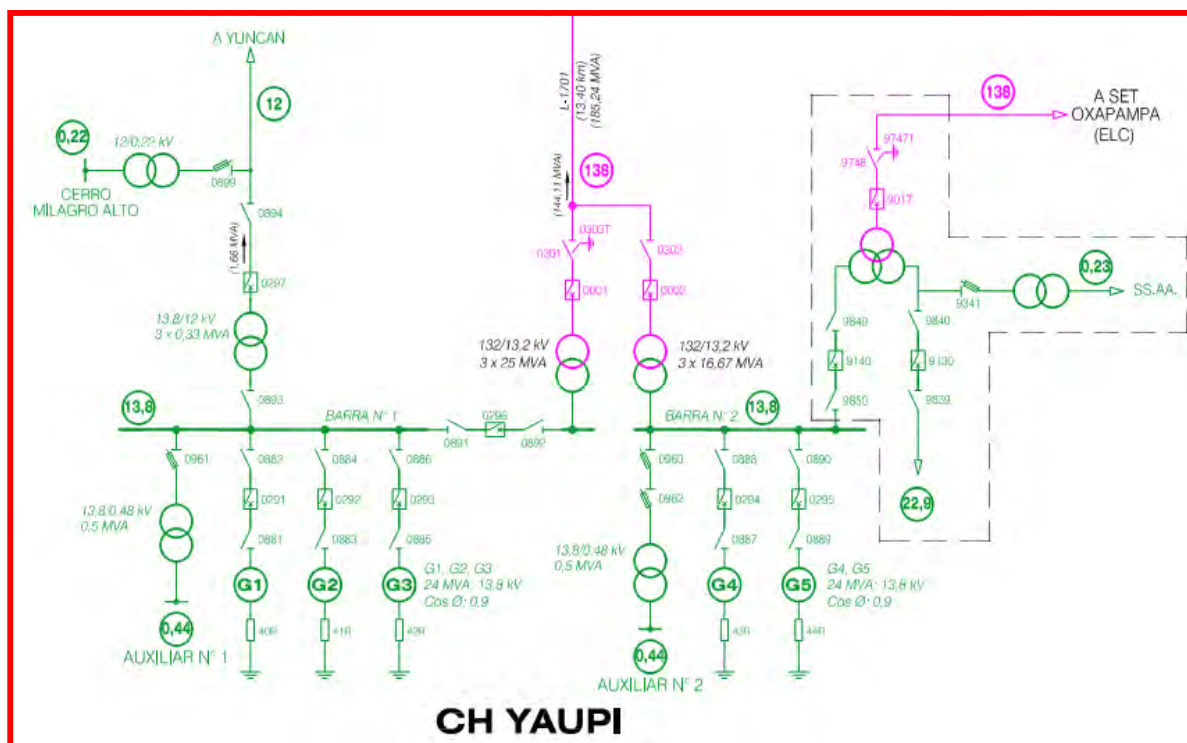 A YUNCAN
12
0,22
12/0,22 kV
0899
CERRO
MILAGRO ALTO
0894
(1,66 MVA)
0297
13.8/12 kV
3 x 0,33 MVA
0893
13,8
BARRA N° 1
0891
0296
0892
L-1701
(13.40 km)
(185,24 MVA)
138
(144.11 MVA)
0303T
0301
0302
0001
0002
132/13,2 kV
3 x 25 MVA
132/13,2 kV
3 x 16,67 MVA
BARRA N° 2
13,8
138
A SET
OXAPAMPA
(ELC)
97471
9748
9017
0,23
SS.AA.
9341
9849
9840
9140
9130
9850
9839
22,9
0961
0882
0884
0886
0291
0292
0293
0881
0883
0885
13.8/0.48 kV
0.5 MVA
G1
G2
G3
G1, G2, G3
24 MVA; 13,8 kV
Cos Ø: 0,9
40R
41R
42R
0,44
AUXILIAR N° 1
0960
0888
0890
0962
0294
0295
0887
0889
13,8/0.48 kV
0,5 MVA
G4
G5
G4, G5
24 MVA; 13,8 kV
Cos Ø: 0,9
43R
44R
0,44
AUXILIAR N° 2
CH YAUPI